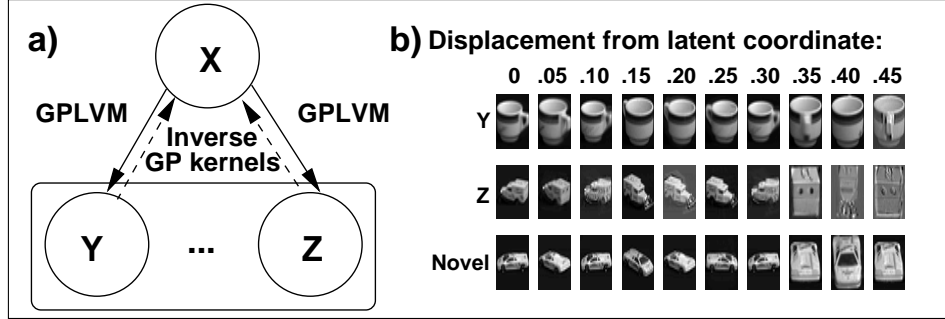 a)
X
GPLVM
GPLVM
Inverse
GP kernels
Y
...
Z
b) Displacement from latent coordinate:
0 .05 .10 .15 .20 .25 .30 .35 .40 .45
Y
Z
Novel